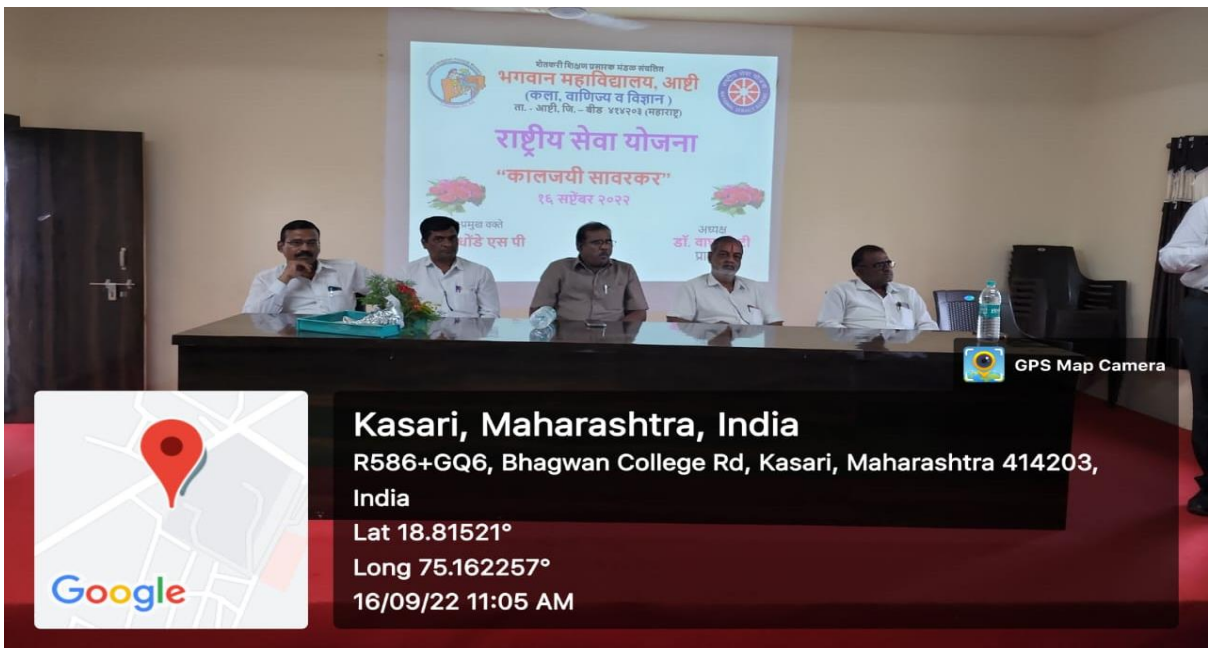 शेतकरी शिक्षण प्रसारक मंडळ संचलित
भगवान महाविद्यालय, आष्टी
(कला, वाणिज्य व विज्ञान )
ता. - आष्टी, जि. – बीड ४१४२०३ (महाराष्ट्र)
राष्ट्रीय सेवा योजना
“कालजयी सावरकर”
१६ सप्टेंबर २०२२
प्रमुख वक्ते
एस पी
अध्यक्ष
डॉ.
GPS Map Camera
Kasari, Maharashtra, India
R586+GQ6, Bhagwan College Rd, Kasari, Maharashtra 414203,
India
Lat 18.81521°
Long 75.162257°
16/09/22 11:05 AM
Google